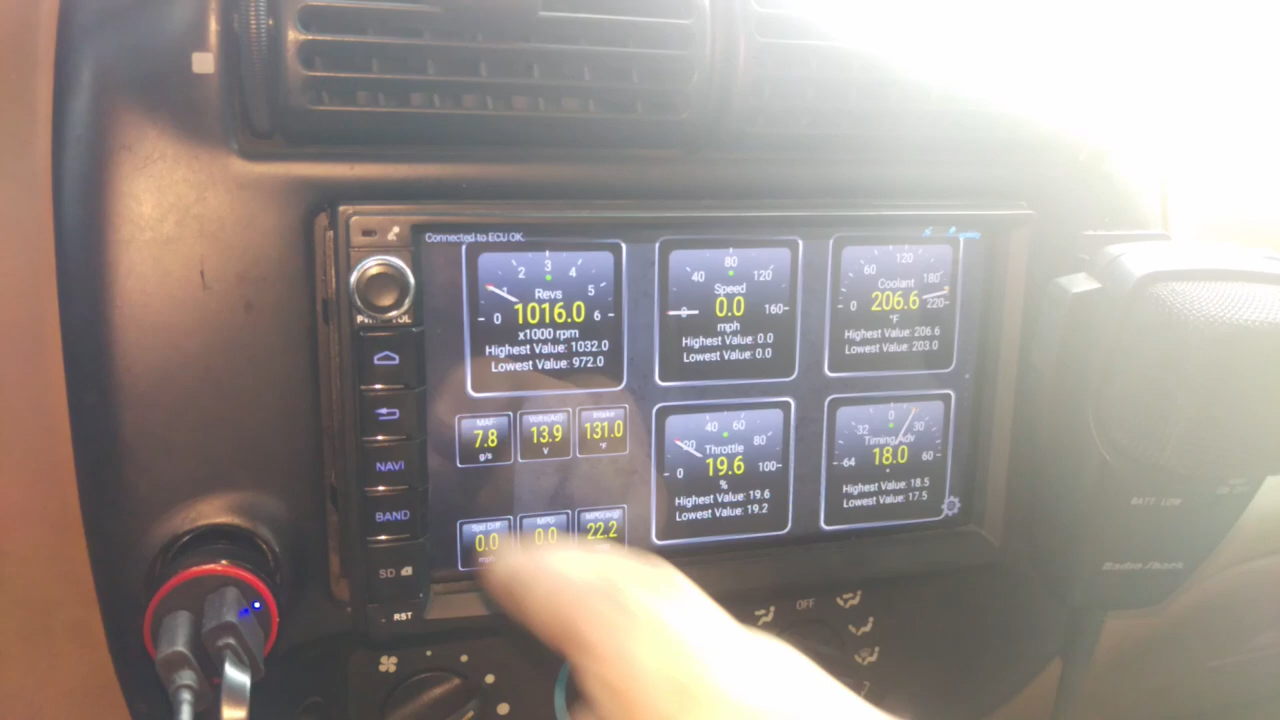 Connected to ECU OK.
2 3 4
1 5
0 6
Revs
1016.0
x1000 rpm
Highest Value: 1032.0
Lowest Value: 972.0
80
40 120
0 160
Speed
0.0
mph
Highest Value: 0.0
Lowest Value: 0.0
120
60 180
0 220
Coolant
206.6
°F
Highest Value: 206.6
Lowest Value: 203.0
MAF
7.8
g/s
Volts(Ad)
13.9
V
Intake
131.0
°F
40 60
20 80
0 100
Throttle
19.6
%
Highest Value: 19.6
Lowest Value: 19.2
0
32 30
-64 60
Timing Adv
18.0
°
Highest Value: 18.5
Lowest Value: 17.5
Spd Diff
0.0
mph
MPG
0.0
MPG(avg)
22.2
NAVI
BAND
SD
RST
OFF
BATT LOW
Radio Shack